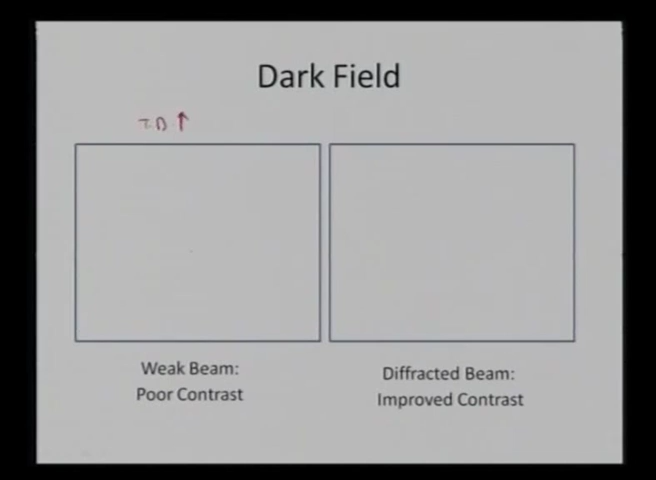 Dark Field
Weak Beam:
Poor Contrast
Diffracted Beam:
Improved Contrast